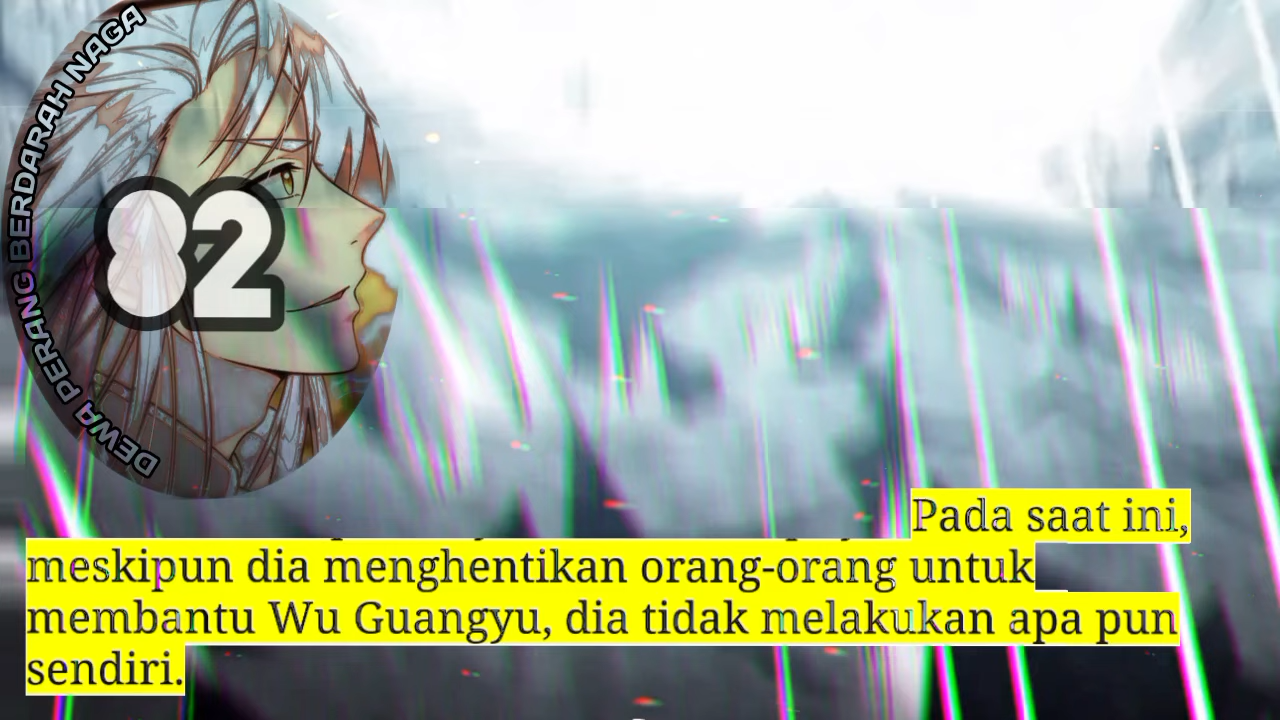 DEWA PERANG BERDARAH NAGA
82
Pada saat ini,
meskipun dia menghentikan orang-orang untuk
membantu Wu Guangyu, dia tidak melakukan apa pun
sendiri.